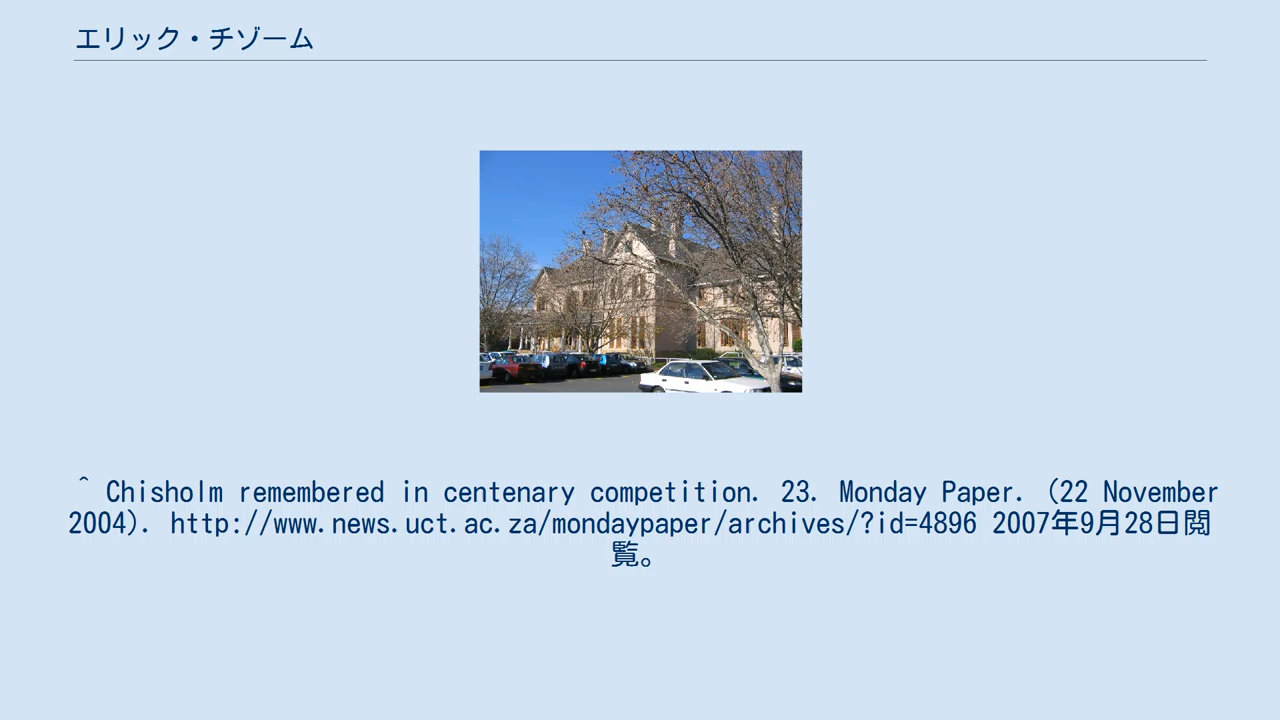 エリック・チゾーム
^ Chisholm remembered in centenary competition. 23. Monday Paper. (22 November
2004). http://www.news.uct.ac.za/mondaypaper/archives/?id=4896 2007年9月28日閲
覧。